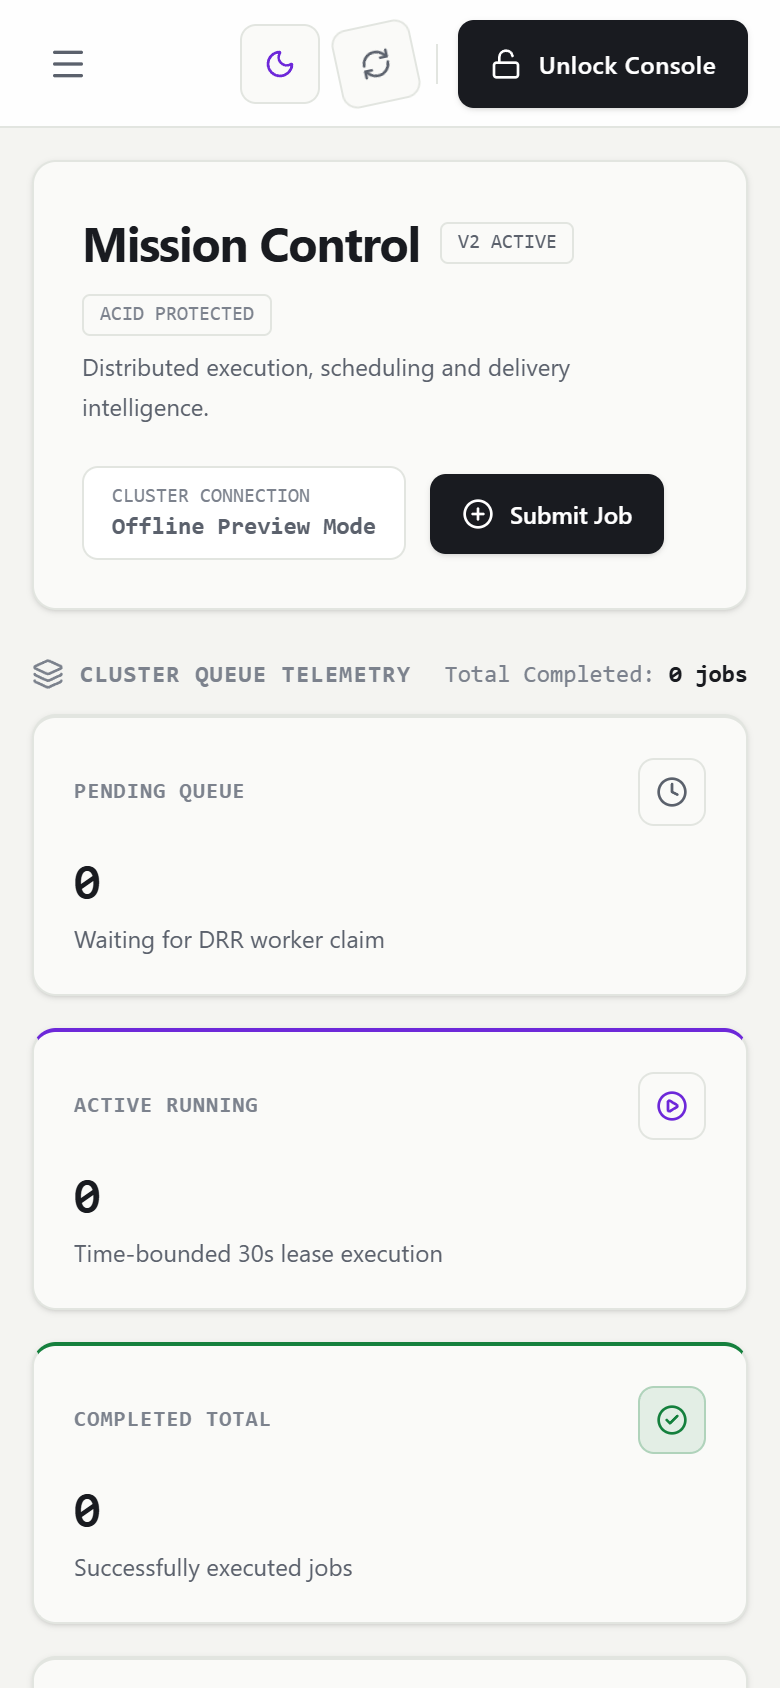 Unlock Console
Mission Control
V2 ACTIVE
ACID PROTECTED
Distributed execution, scheduling and delivery
intelligence.
CLUSTER CONNECTION
Offline Preview Mode
Submit Job
CLUSTER QUEUE TELEMETRY
Total Completed: 0 jobs
PENDING QUEUE
0
Waiting for DRR worker claim
ACTIVE RUNNING
0
Time-bounded 30s lease execution
COMPLETED TOTAL
0
Successfully executed jobs